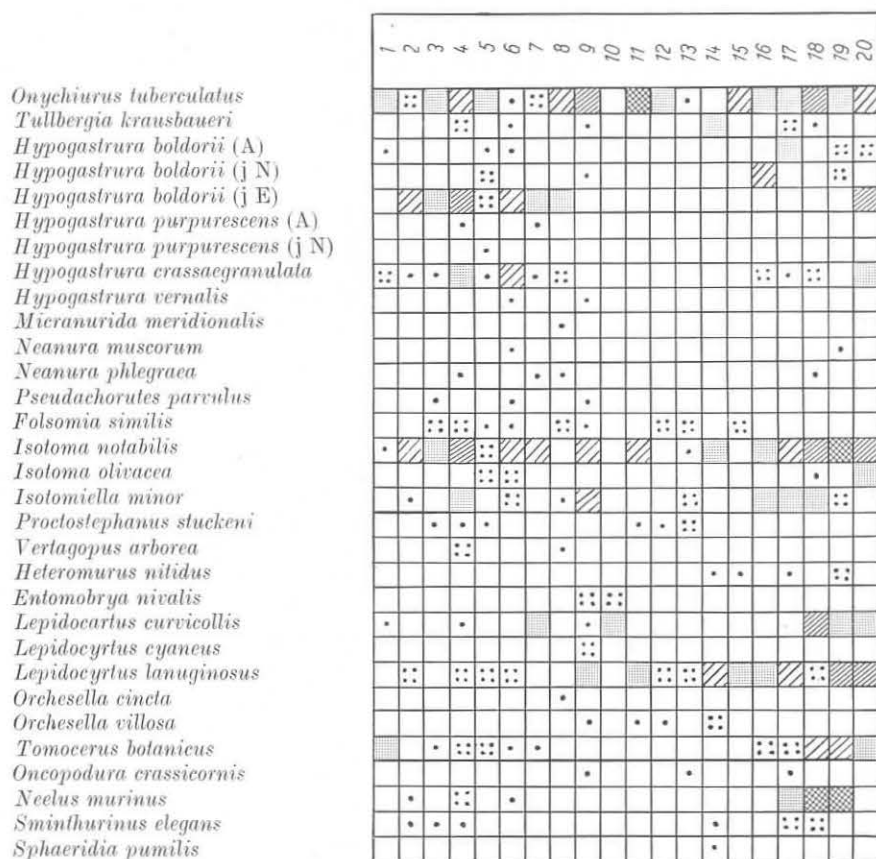 1 2 3 4 5 6 7 8 9 10 11 12 13 14 15 16 17 18 19 20
Onychiurus tuberculatus
Tullbergia krausbaueri
Hypogastrura boldorii (A)
Hypogastrura boldorii (j N)
Hypogastrura boldorii (j E)
Hypogastrura purpurescens (A)
Hypogastrura purpurescens (j N)
Hypogastrura crassaegranulata
Hypogastrura vernalis
Micranurida meridionalis
Neanura muscorum
Neanura phlegraea
Pseudachorutes parvulus
Folsomia similis
Isotoma notabilis
Isotoma olivacea
Isotomiella minor
Proctostephanus stuckeni
Vertagopus arborea
Heteromurus nitidus
Entomobrya nivalis
Lepidocartus curvicollis
Lepidocyrtus cyaneus
Lepidocyrtus lanuginosus
Orchesella cincta
Orchesella villosa
Tomocerus botanicus
Oncopodura crassicornis
Neelus murinus
Sminthurinus elegans
Sphaeridia pumilis